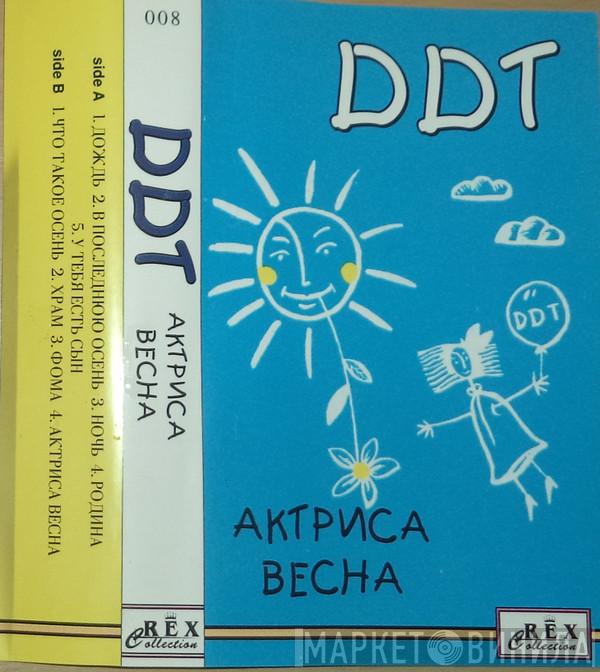 side A 1. ДОЖДЬ 2. В ПОСЛЕДНЮЮ ОСЕНЬ 3. НОЧЬ 4. РОДИНА
5. У ТЕБЯ ЕСТЬ СЫН
side B 1. ЧТО ТАКОЕ ОСЕНЬ 2. ХРАМ 3. ФОМА 4. АКТРИСА ВЕСНА
008
DDT
АКТРИСА
ВЕСНА
REX
Collection
DDT
DDT
АКТРИСА
ВЕСНА
REX
Collection
МАРКЕТ ВИНИЛА